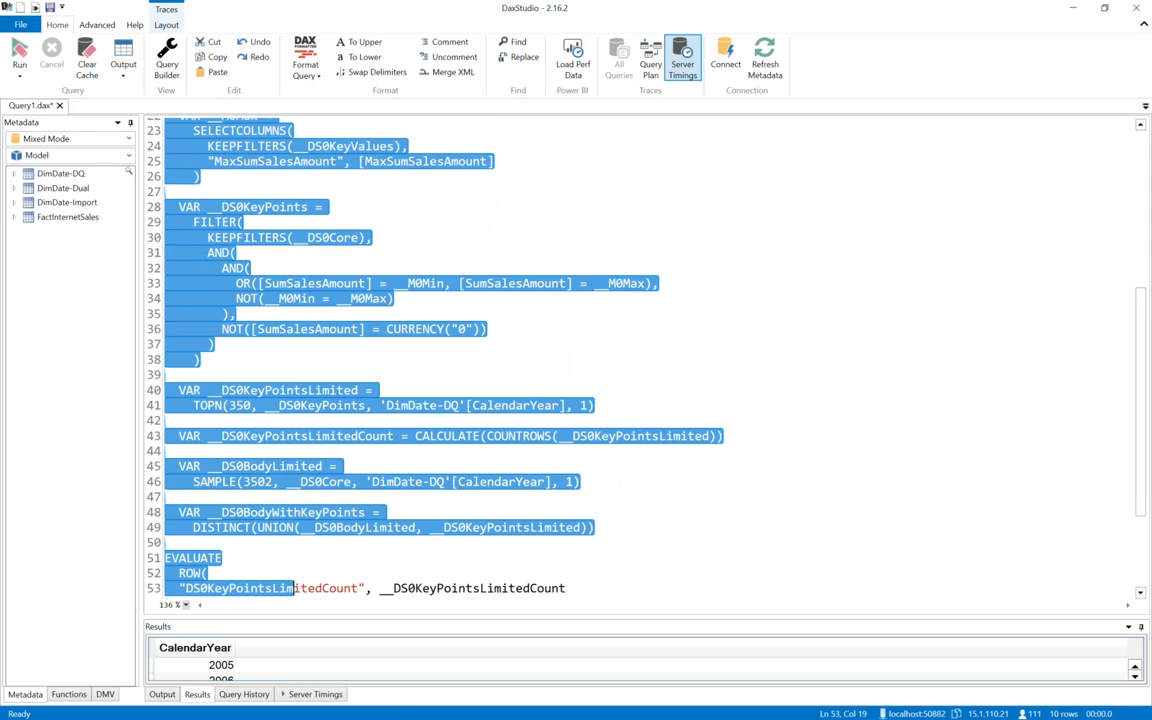 Traces
DaxStudio - 2.16.2
File
Home
Advanced
Help
Layout
Run
Cancel
Clear Cache
Output
Query
Query Builder
View
Cut
Copy
Paste
Undo
Redo
Edit
DAX
FORMATTER
Format Query
To Upper
To Lower
Swap Delimiters
Comment
Uncomment
Merge XML
Format
Find
Replace
Find
Load Perf Data
Power BI
All Queries
Query Plan
Server Timings
Traces
Connect
Refresh Metadata
Connection
Query1.dax*
Metadata
Mixed Mode
Model
DimDate-DQ
DimDate-Dual
DimDate-Import
FactInternetSales
23 SELECTCOLUMNS(
24 KEEPFILTERS(__DS0KeyValues),
25 "MaxSumSalesAmount", [MaxSumSalesAmount]
26 )
27
28 VAR __DS0KeyPoints =
29 FILTER(
30 KEEPFILTERS(__DS0Core),
31 AND(
32 AND(
33 OR([SumSalesAmount] = __M0Min, [SumSalesAmount] = __M0Max),
34 NOT(__M0Min = __M0Max)
35 ),
36 NOT([SumSalesAmount] = CURRENCY("0"))
37 )
38 )
39
40 VAR __DS0KeyPointsLimited =
41 TOPN(350, __DS0KeyPoints, 'DimDate-DQ'[CalendarYear], 1)
42
43 VAR __DS0KeyPointsLimitedCount = CALCULATE(COUNTROWS(__DS0KeyPointsLimited))
44
45 VAR __DS0BodyLimited =
46 SAMPLE(3502, __DS0Core, 'DimDate-DQ'[CalendarYear], 1)
47
48 VAR __DS0BodyWithKeyPoints =
49 DISTINCT(UNION(__DS0BodyLimited, __DS0KeyPointsLimited))
50
51 EVALUATE
52 ROW(
53 "DS0KeyPointsLimitedCount", __DS0KeyPointsLimitedCount
136 %
Results
CalendarYear
2005
2006
Metadata
Functions
DMV
Output
Results
Query History
Server Timings
Ready
Ln 53, Col 19
localhost:50882
15.1.110.21
111
10 rows
00:00.0